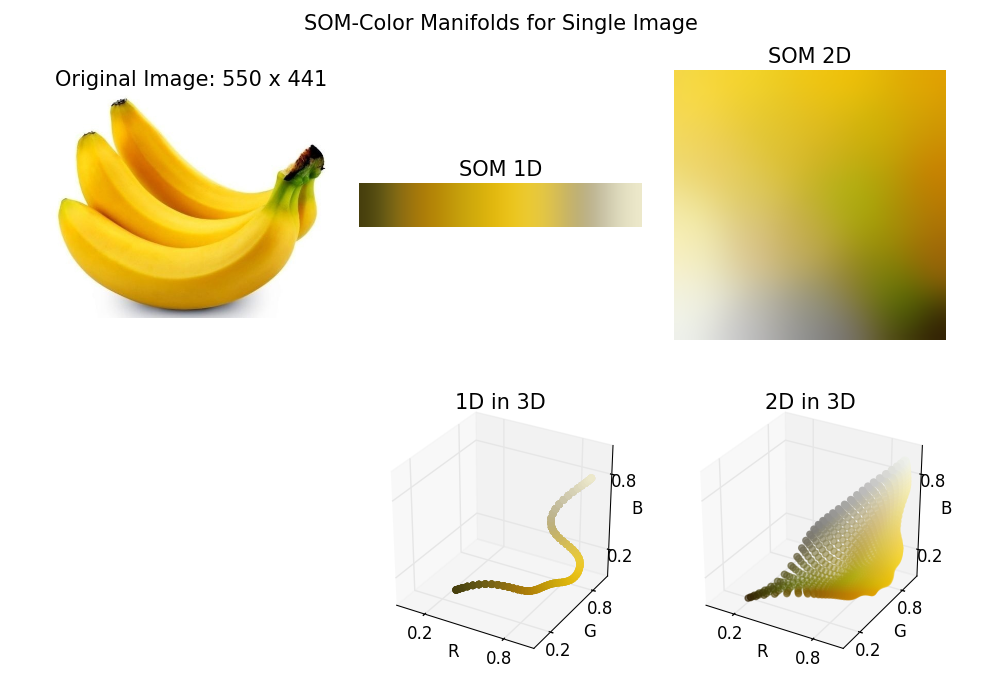 SOM-Color Manifolds for Single Image
Original Image: 550 x 441
SOM 1D
SOM 2D
1D in 3D
0.8
B
0.2
0.8
G
0.2
0.2
R
0.8
2D in 3D
0.8
B
0.2
0.8
G
0.2
0.2
R
0.8